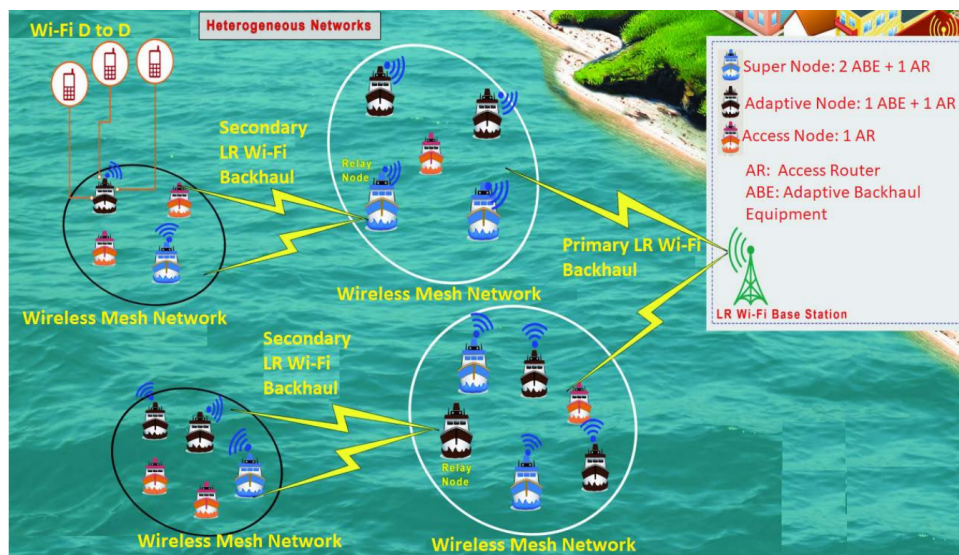 Wi-Fi D to D
Heterogeneous Networks
Secondary
LR Wi-Fi
Backhaul
Relay
Node
Wireless Mesh Network
Wireless Mesh Network
Primary LR Wi-Fi
Backhaul
Super Node: 2 ABE + 1 AR
Adaptive Node: 1 ABE + 1 AR
Access Node: 1 AR
AR: Access Router
ABE: Adaptive Backhaul
Equipment
LR Wi-Fi Base Station
Secondary
LR Wi-Fi
Backhaul
Relay
Node
Wireless Mesh Network
Wireless Mesh Network